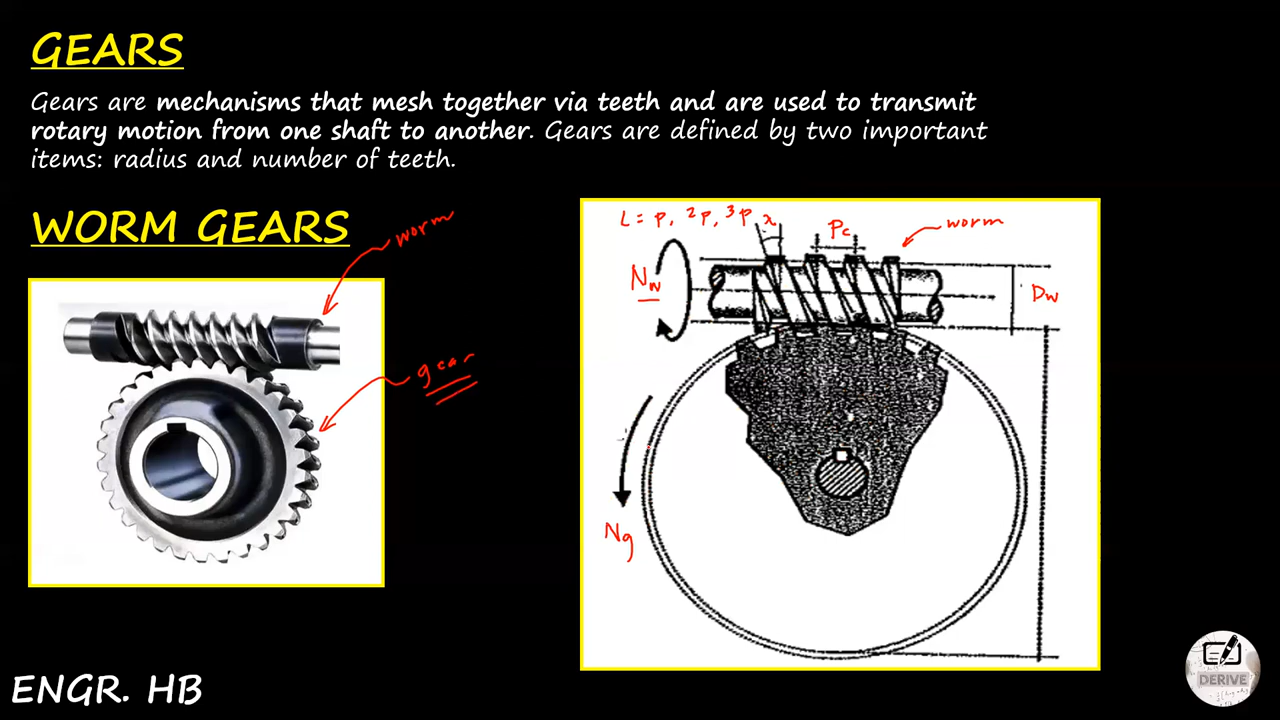 GEARS
Gears are mechanisms that mesh together via teeth and are used to transmit
rotary motion from one shaft to another. Gears are defined by two important
items: radius and number of teeth.
WORM GEARS
worm
gear
L = P, 2P, 3P
x
Pc
worm
Nw
Dw
Ng
ENGR. HB
DERIVE